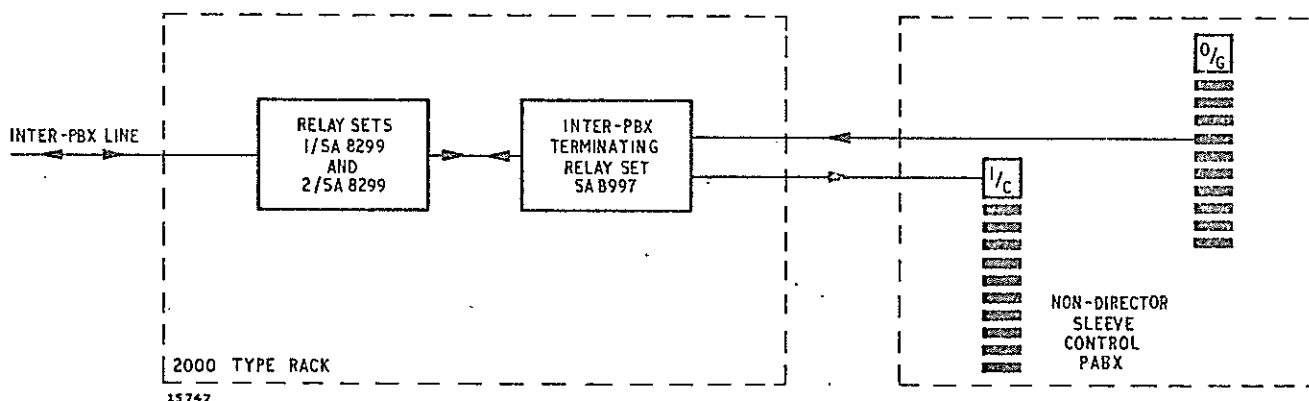 INTER-PBX LINE
RELAY SETS
1/SA 8299
AND
2/SA 8299
INTER-PBX
TERMINATING
RELAY SET
SA 8997
O/G
I/C
NON-DIRECTOR
SLEEVE
CONTROL
PABX
2000 TYPE RACK
15747